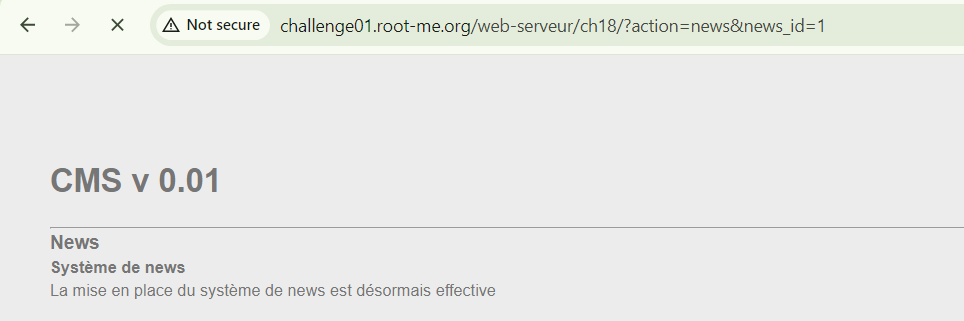 Not secure challenge01.root-me.org/web-serveur/ch18/?action=news&news_id=1
CMS v 0.01
News
Système de news
La mise en place du système de news est désormais effective